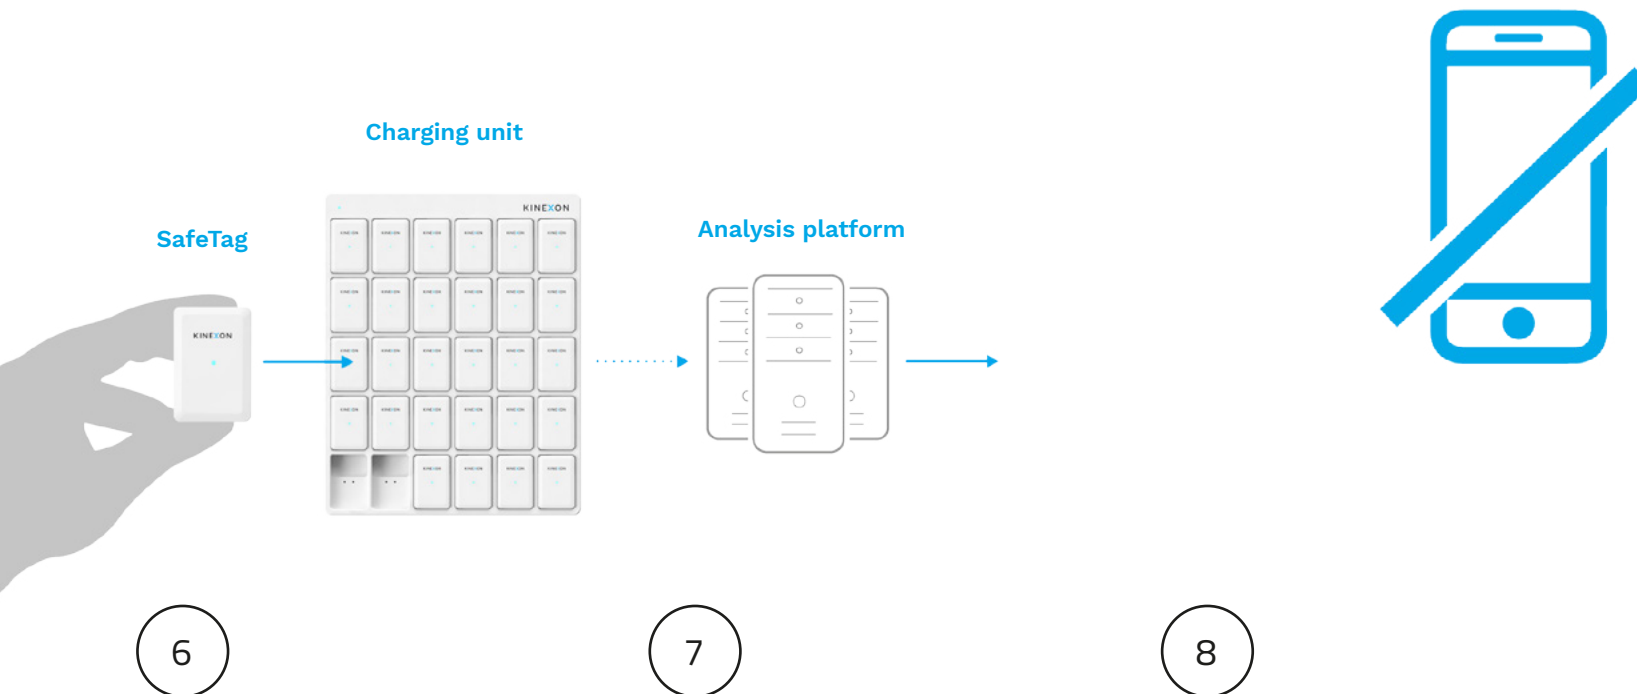 Charging unit
KINEXON
SafeTag
Analysis platform
KINEXON
6
7
8